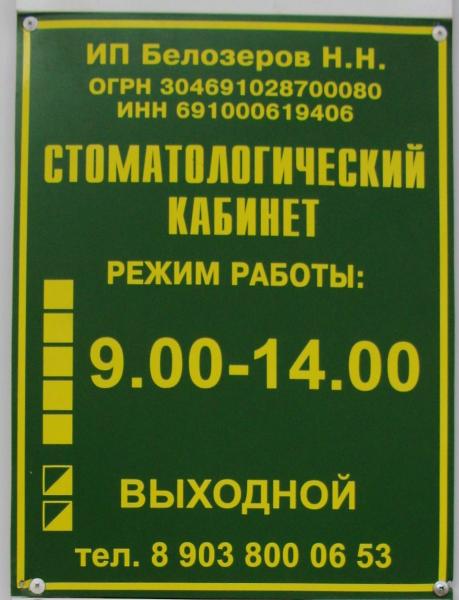 ИП Белозеров Н.Н.
ОГРН 304691028700080
ИНН 691000619406
СТОМАТОЛОГИЧЕСКИЙ
КАБИНЕТ
РЕЖИМ РАБОТЫ:
9.00-14.00
ВЫХОДНОЙ
тел. 8 903 800 06 53